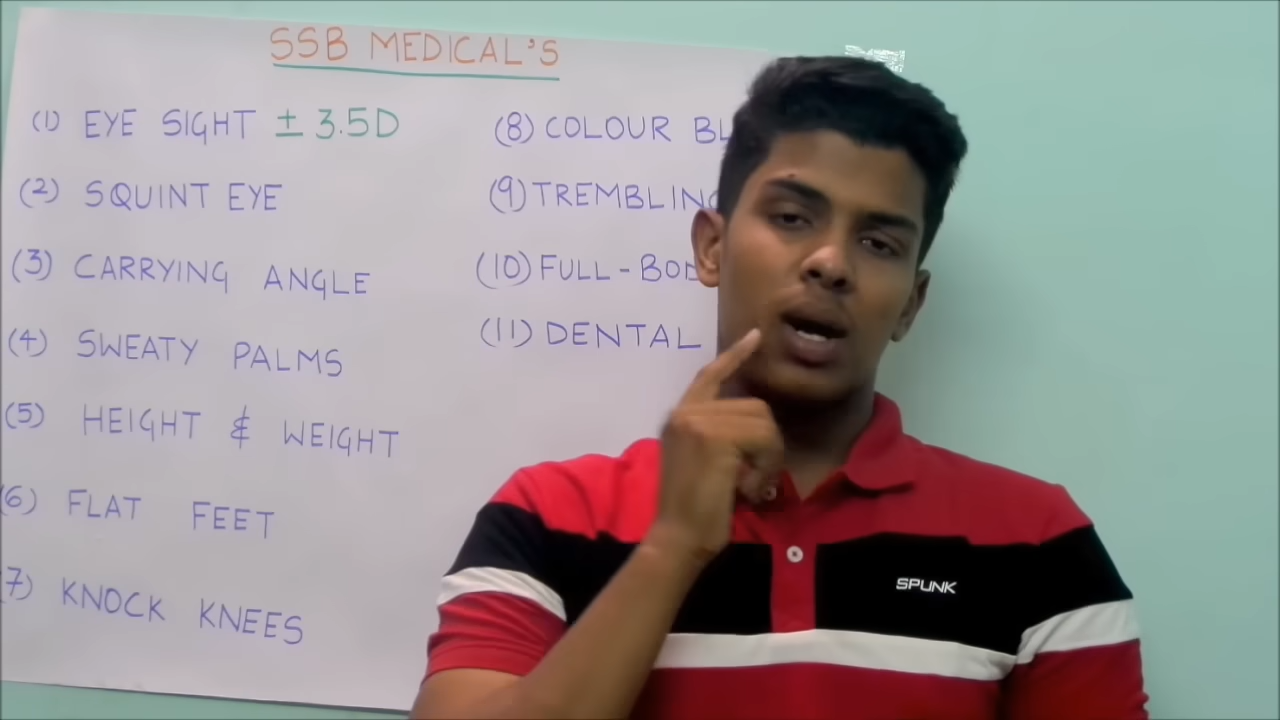 SSB MEDICAL'S
(1) EYE SIGHT ± 3.5D
(2) SQUINT EYE
(3) CARRYING ANGLE
(4) SWEATY PALMS
(5) HEIGHT & WEIGHT
(6) FLAT FEET
(7) KNOCK KNEES
(8) COLOUR BL
(9) TREMBLING
(10) FULL-BOD
(11) DENTAL
SPUNK